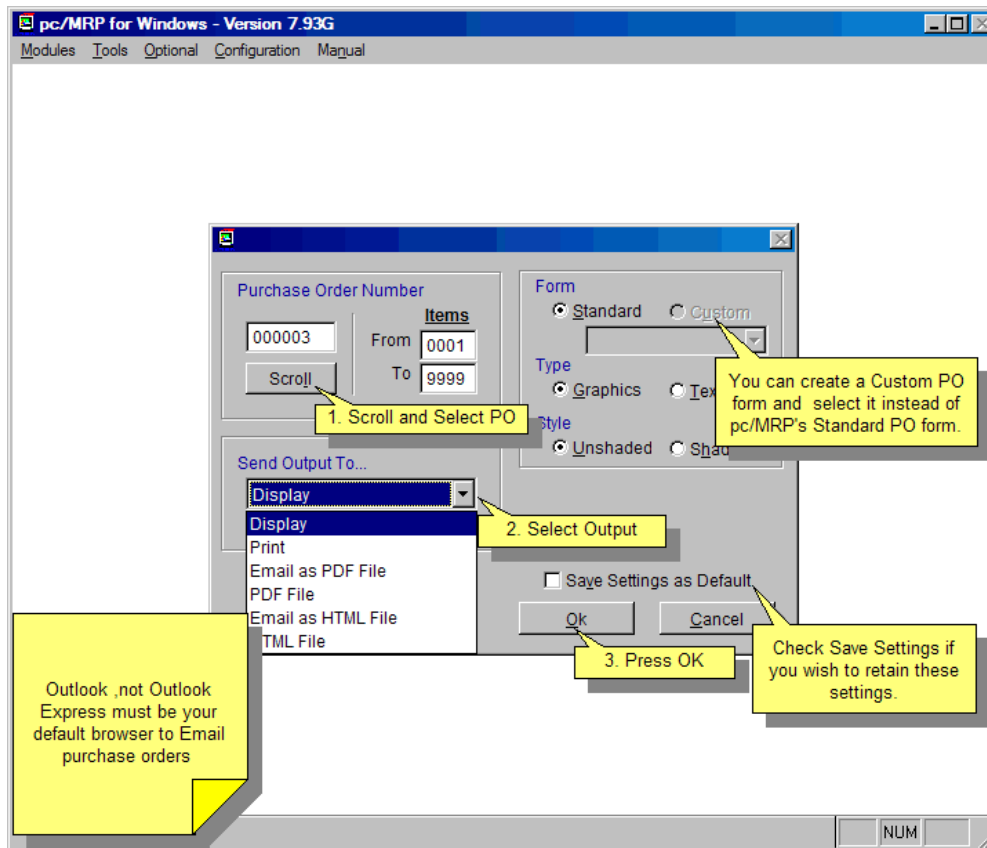 pc/MRP for Windows - Version 7.93G
Modules Tools Optional Configuration Manual
Purchase Order Number
Items
000003
From 0001
Scroll
To 9999
1. Scroll and Select PO
Form
Standard Custom
Type
Graphics Tex
Style
Unshaded Shad
You can create a Custom PO
form and select it instead of
pc/MRP's Standard PO form.
Send Output To...
Display
Display
Print
Email as PDF File
PDF File
Email as HTML File
TML File
2. Select Output
Save Settings as Default
Ok Cancel
3. Press OK
Check Save Settings if
you wish to retain these
settings.
Outlook ,not Outlook
Express must be your
default browser to Email
purchase orders
NUM